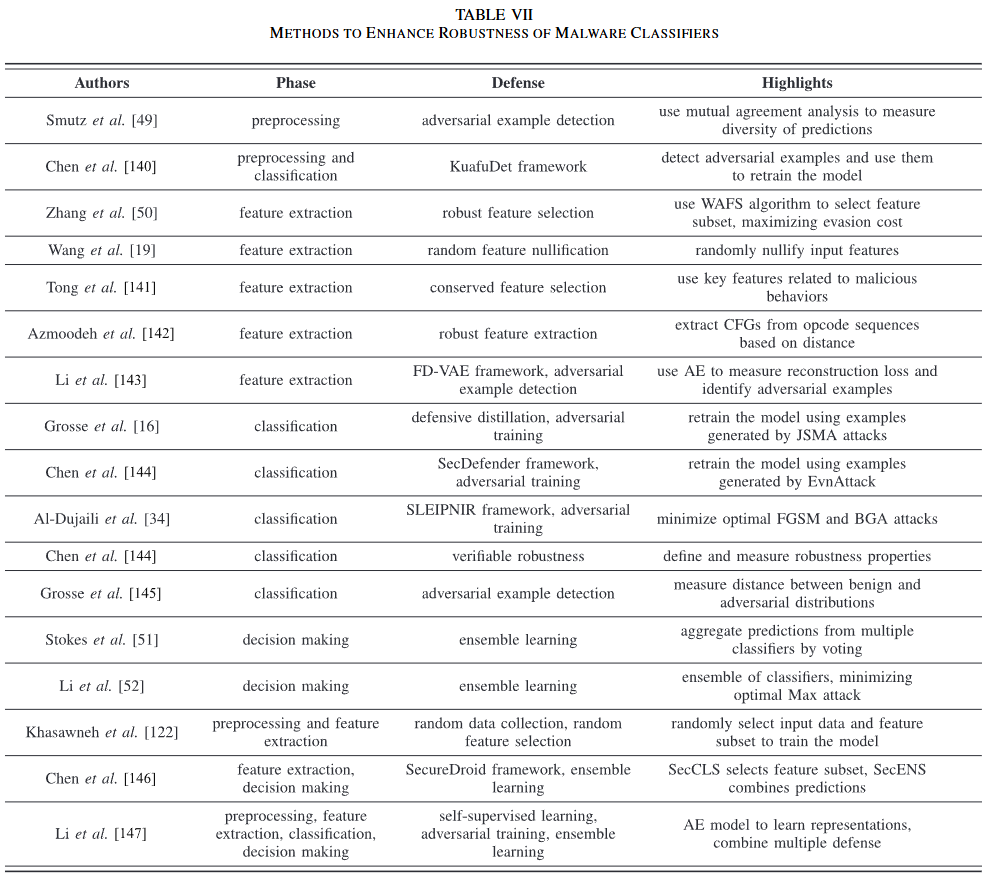 TABLE VII
METHODS TO ENHANCE ROBUSTNESS OF MALWARE CLASSIFIERS
Authors Phase Defense Highlights
Smutz et al. [49] preprocessing adversarial example detection use mutual agreement analysis to measure
diversity of predictions
Chen et al. [140] preprocessing and
classification KuafuDet framework detect adversarial examples and use them
to retrain the model
Zhang et al. [50] feature extraction robust feature selection use WAFS algorithm to select feature
subset, maximizing evasion cost
Wang et al. [19] feature extraction random feature nullification randomly nullify input features
Tong et al. [141] feature extraction conserved feature selection use key features related to malicious
behaviors
Azmoodeh et al. [142] feature extraction robust feature extraction extract CFGs from opcode sequences
based on distance
Li et al. [143] feature extraction FD-VAE framework, adversarial
example detection use AE to measure reconstruction loss and
identify adversarial examples
Grosse et al. [16] classification defensive distillation, adversarial
training retrain the model using examples
generated by JSMA attacks
Chen et al. [144] classification SecDefender framework,
adversarial training retrain the model using examples
generated by EvnAttack
Al-Dujaili et al. [34] classification SLEIPNIR framework, adversarial
training minimize optimal FGSM and BGA attacks
Chen et al. [144] classification verifiable robustness define and measure robustness properties
Grosse et al. [145] classification adversarial example detection measure distance between benign and
adversarial distributions
Stokes et al. [51] decision making ensemble learning aggregate predictions from multiple
classifiers by voting
Li et al. [52] decision making ensemble learning ensemble of classifiers, minimizing
optimal Max attack
Khasawneh et al. [122] preprocessing and feature
extraction random data collection, random
feature selection randomly select input data and feature
subset to train the model
Chen et al. [146] feature extraction,
decision making SecureDroid framework, ensemble
learning SecCLS selects feature subset, SecENS
combines predictions
Li et al. [147] preprocessing, feature
extraction, classification,
decision making self-supervised learning,
adversarial training, ensemble
learning AE model to learn representations,
combine multiple defense